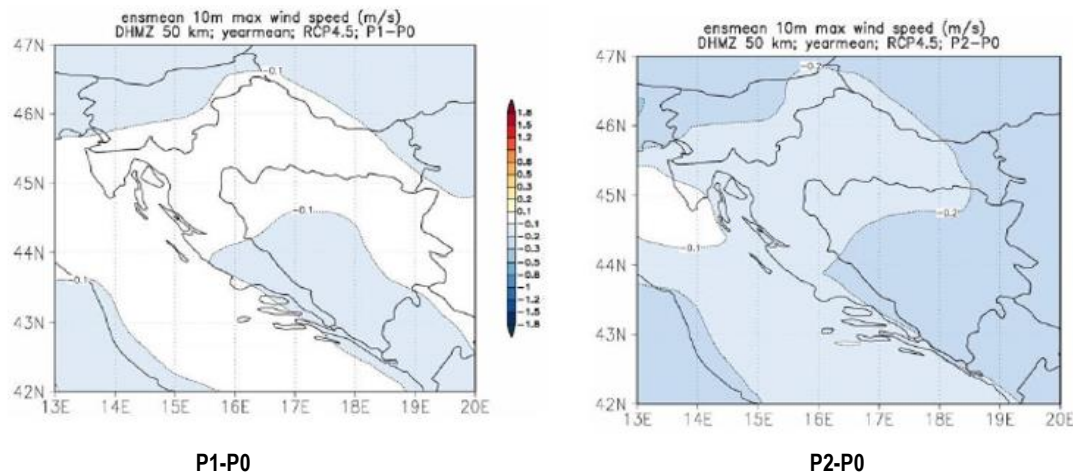 ensmean 10m max wind speed (m/s)
DHMZ 50 km; yearmean; RCP4.5; P1-P0
47N
46N
45N
44N
43N
42N
13E 14E 15E 16E 17E 18E 19E 20E
-0.1
-0.1
-0.1
1.8
1.5
1.2
1
0.8
0.5
0.3
0.2
0.1
-0.1
-0.2
-0.3
-0.5
-0.8
-1
-1.2
-1.5
-1.8
ensmean 10m max wind speed (m/s)
DHMZ 50 km; yearmean; RCP4.5; P2-P0
47N
46N
45N
44N
43N
42N
13E 14E 15E 16E 17E 18E 19E 20E
-0.2
-0.2
-0.1
P1-P0
P2-P0